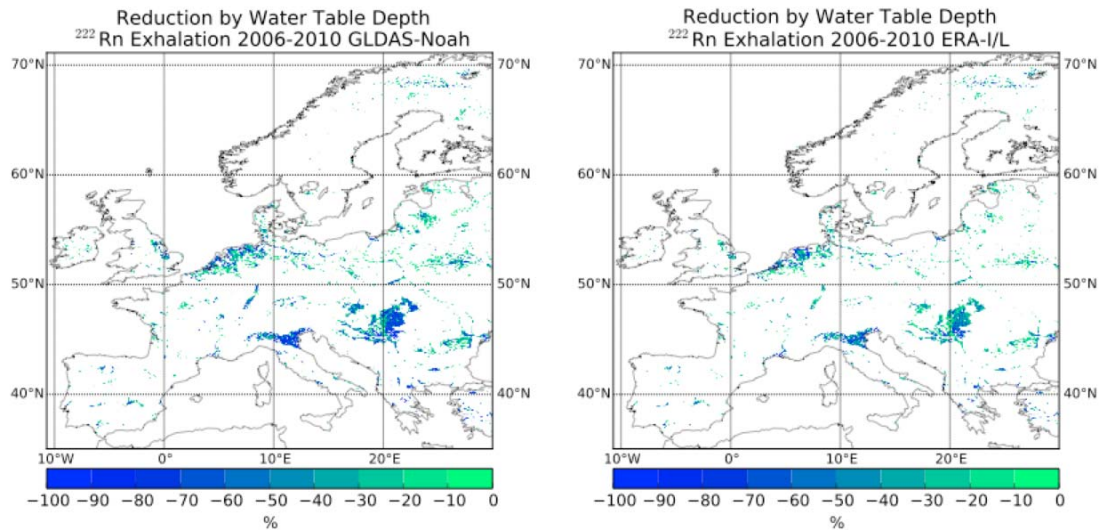 Reduction by Water Table Depth
²²²Rn Exhalation 2006-2010 GLDAS-Noah
70°N 70°N
60°N 60°N
50°N 50°N
40°N 40°N
10°W 0° 10°E 20°E
−100 −90 −80 −70 −60 −50 −40 −30 −20 −10 0
%
Reduction by Water Table Depth
²²²Rn Exhalation 2006-2010 ERA-I/L
70°N 70°N
60°N 60°N
50°N 50°N
40°N 40°N
10°W 0° 10°E 20°E
−100 −90 −80 −70 −60 −50 −40 −30 −20 −10 0
%